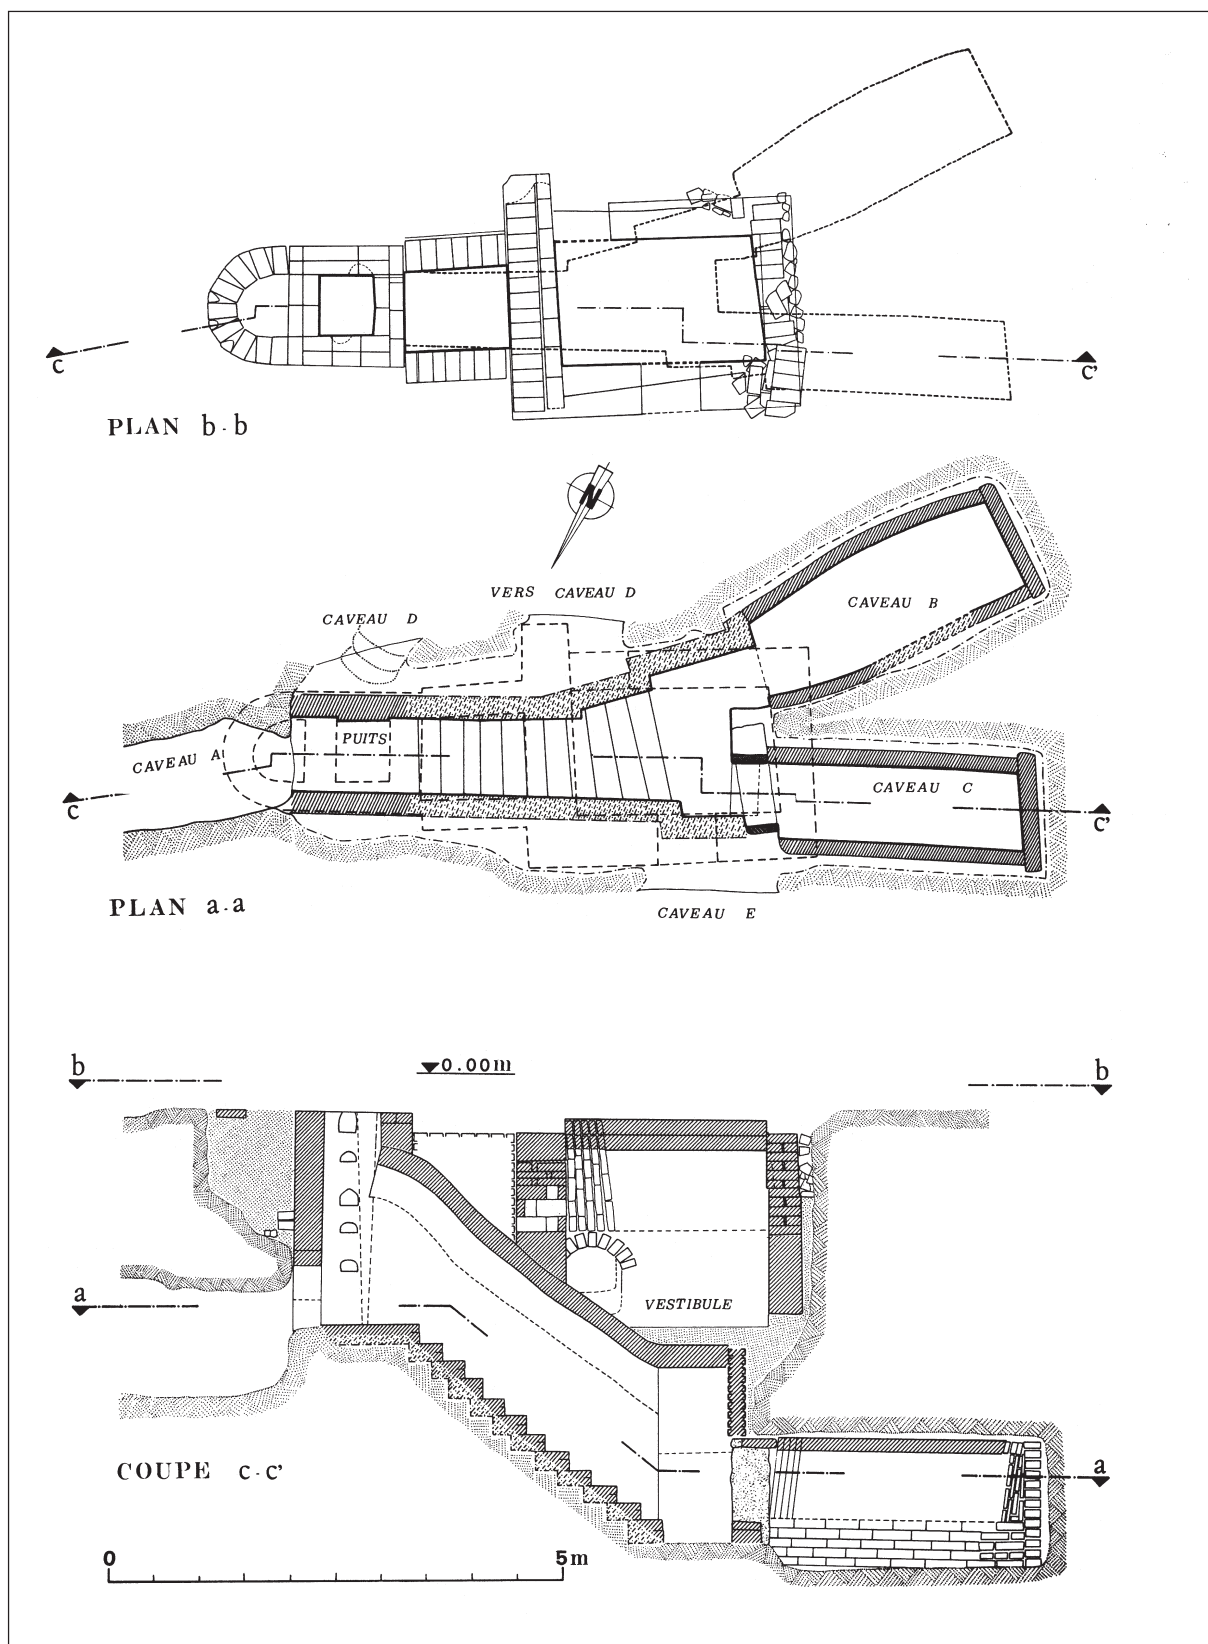 c
c'
PLAN b-b
N
VERS CAVEAU D
CAVEAU D
CAVEAU B
PUITS
CAVEAU A
CAVEAU C
c
c'
PLAN a-a
CAVEAU E
b
0.00m
b
a
VESTIBULE
COUPE c-c'
a
0
5m